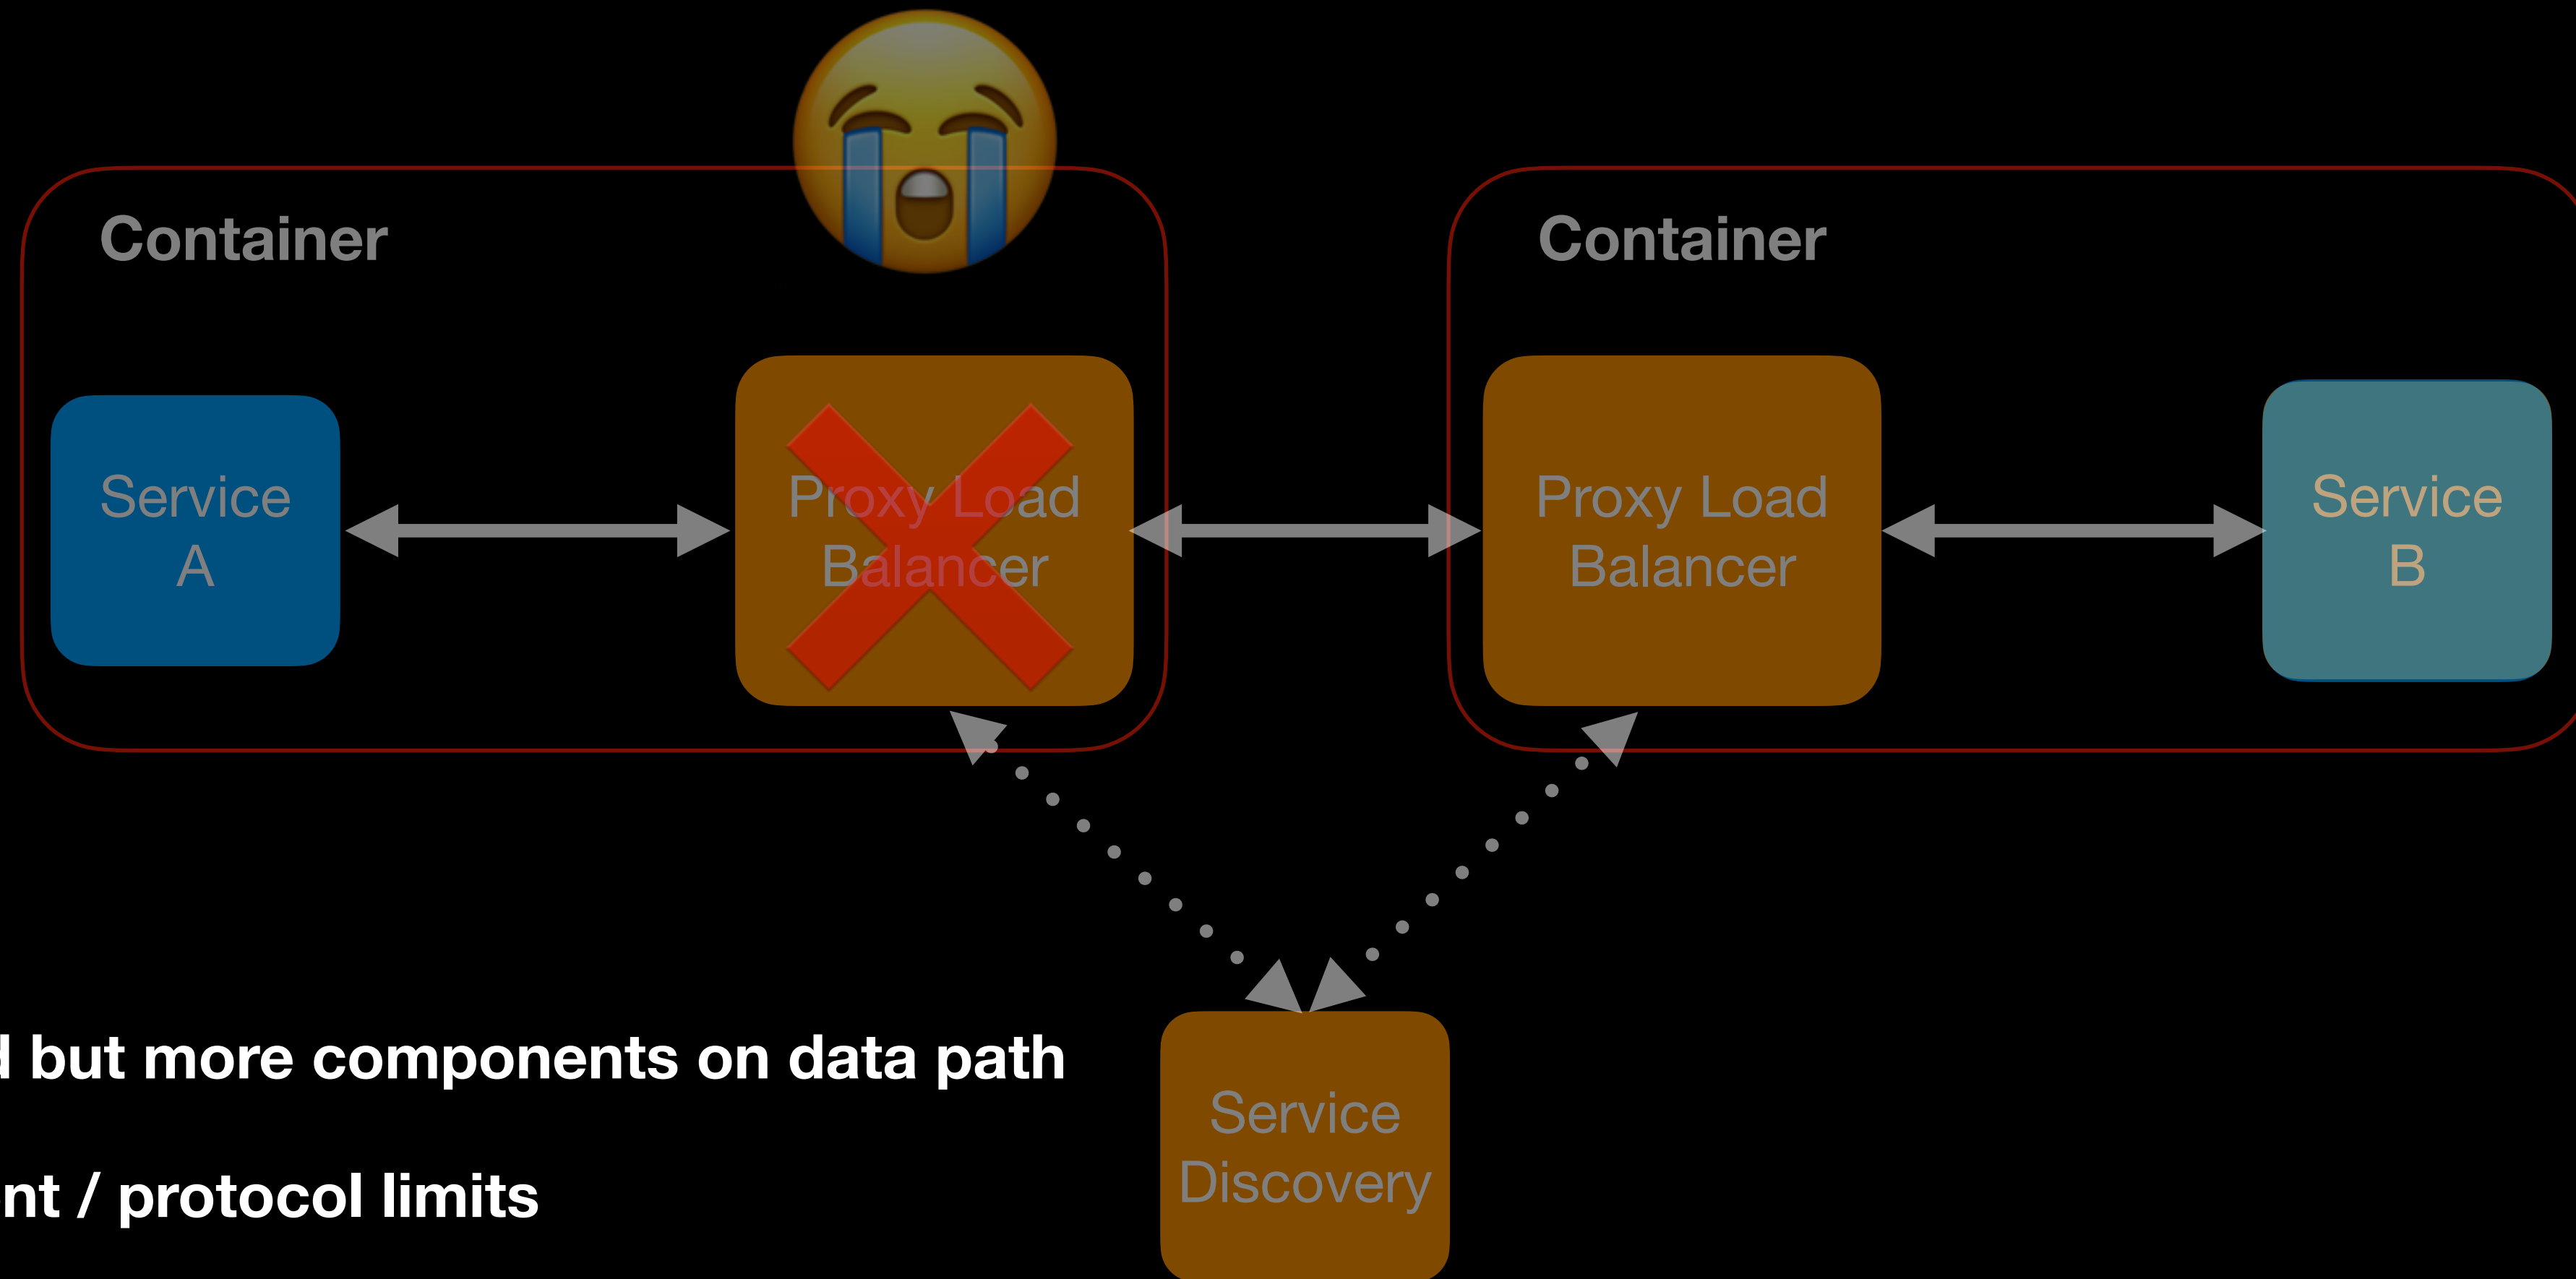 Container
Container
Service
A
Proxy Load
Balancer
Proxy Load
Balancer
Service
B
but more components on data path
/ protocol limits
Service
Discovery